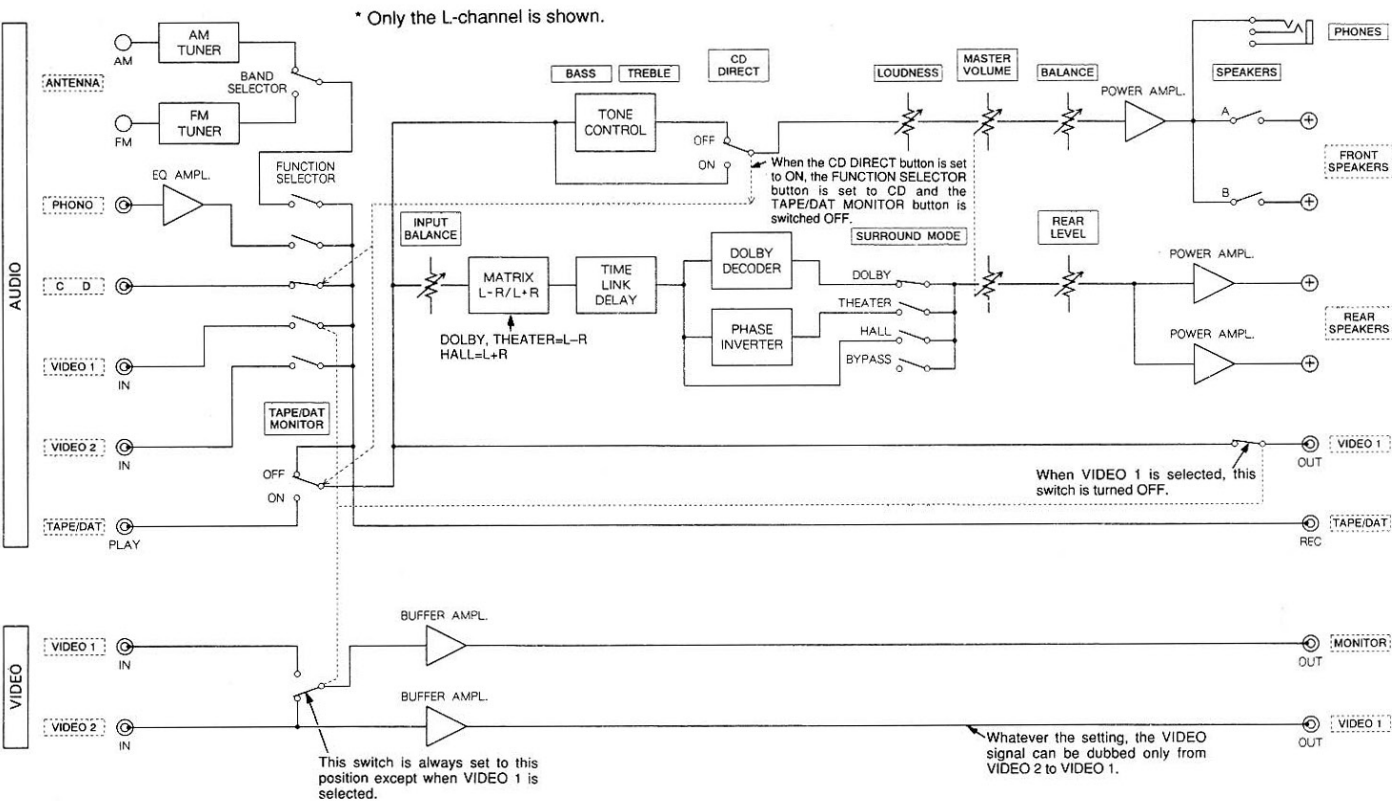 * Only the L-channel is shown.
AUDIO
ANTENNA
AM
AM
TUNER
FM
FM
TUNER
BAND
SELECTOR
FUNCTION
SELECTOR
EQ AMPL.
PHONO
C D
VIDEO 1
IN
VIDEO 2
IN
TAPE/DAT
MONITOR
OFF
ON
TAPE/DAT
PLAY
BASS
TREBLE
TONE
CONTROL
CD
DIRECT
OFF
ON
When the CD DIRECT button is set
to ON, the FUNCTION SELECTOR
button is set to CD and the
TAPE/DAT MONITOR button is
switched OFF.
LOUDNESS
MASTER
VOLUME
BALANCE
POWER AMPL.
PHONES
SPEAKERS
A
B
FRONT
SPEAKERS
INPUT
BALANCE
MATRIX
L-R/L+R
DOLBY, THEATER=L-R
HALL=L+R
TIME
LINK
DELAY
DOLBY
DECODER
PHASE
INVERTER
SURROUND MODE
DOLBY
THEATER
HALL
BYPASS
REAR
LEVEL
POWER AMPL.
POWER AMPL.
REAR
SPEAKERS
When VIDEO 1 is selected, this
switch is turned OFF.
VIDEO 1
OUT
TAPE/DAT
REC
VIDEO
VIDEO 1
IN
VIDEO 2
IN
BUFFER AMPL.
BUFFER AMPL.
MONITOR
OUT
VIDEO 1
OUT
This switch is always set to this
position except when VIDEO 1 is
selected.
Whatever the setting, the VIDEO
signal can be dubbed only from
VIDEO 2 to VIDEO 1.